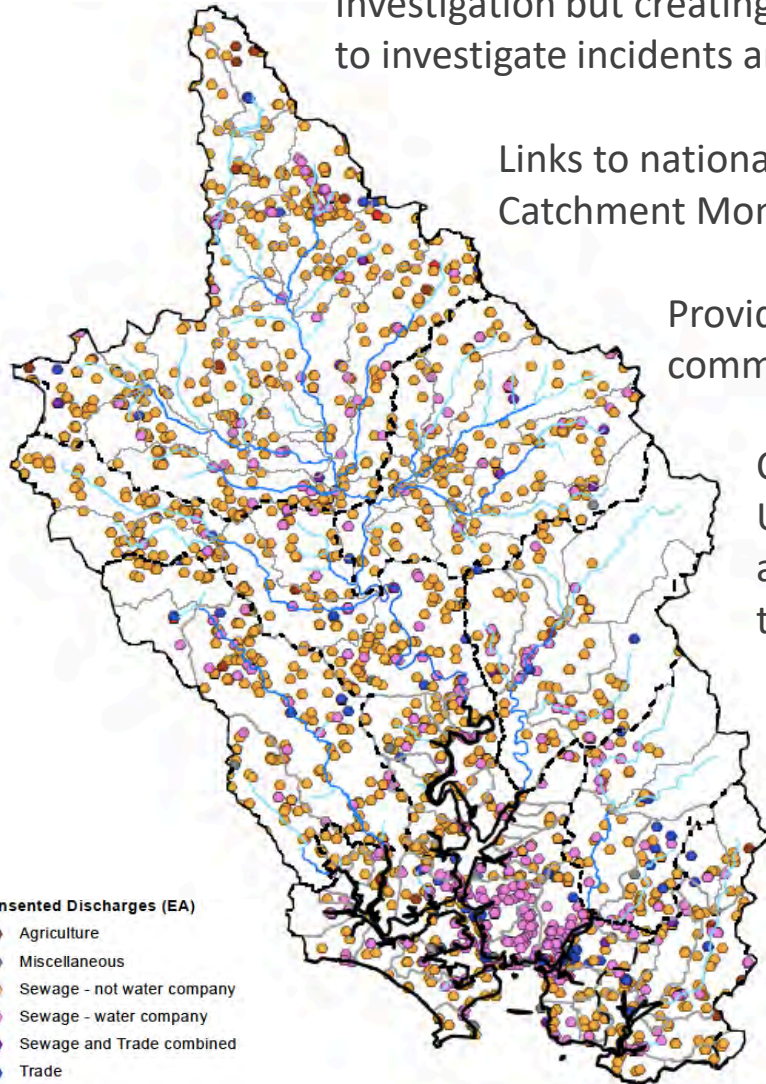 Investigation but creating
to investigate incidents a
Links to nationa
Catchment Mor
Provid
comm
U
a
t
nsented Discharges (EA)
Agriculture
Miscellaneous
Sewage - not water company
Sewage - water company
Sewage and Trade combined
Trade